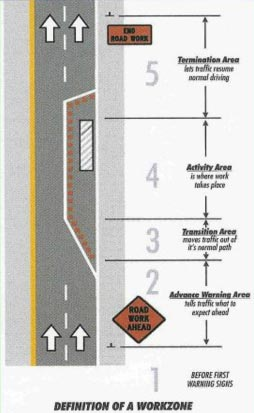 END
ROAD WORK
5
Termination Area
lets traffic resume
normal driving
4
Activity Area
is where work
takes place
3
Transition Area
moves traffic out of
it's normal path
2
Advance Warning Area
tells traffic what to
expect ahead
ROAD
WORK
AHEAD
1
BEFORE FIRST
WARNING SIGNS
DEFINITION OF A WORKZONE